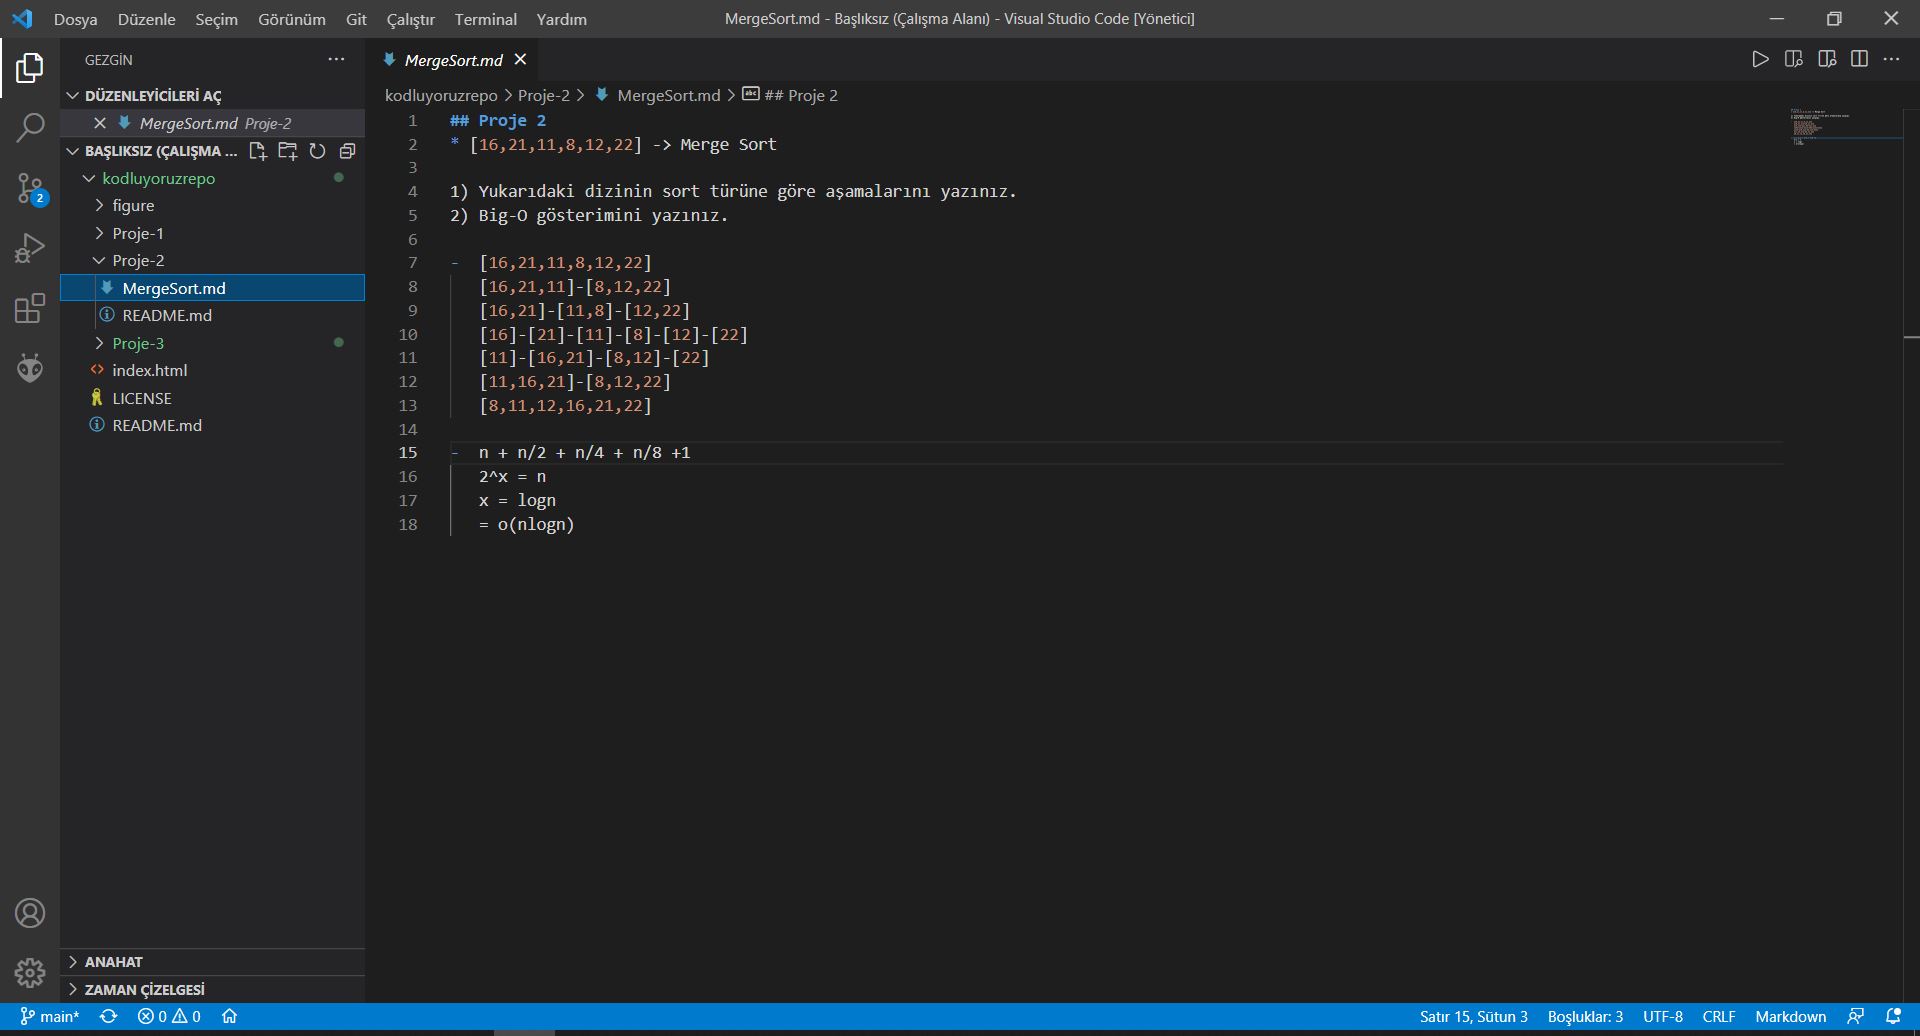 Dosya Düzenle Seçim Görünüm Git Çalıştır Terminal Yardım
MergeSort.md - Başlıksız (Çalışma Alanı) - Visual Studio Code [Yönetici]
GEZGİN
DÜZENLEYİCİLERİ AÇ
MergeSort.md Proje-2
BAŞLIKSIZ (ÇALIŞMA ...
kodluyoruzrepo
figure
Proje-1
Proje-2
MergeSort.md
README.md
Proje-3
index.html
LICENSE
README.md
ANAHAT
ZAMAN ÇİZELGESİ
2
MergeSort.md
kodluyoruzrepo > Proje-2 > MergeSort.md > ## Proje 2
1 ## Proje 2
2 * [16,21,11,8,12,22] -> Merge Sort
3
4 1) Yukarıdaki dizinin sort türüne göre aşamalarını yazınız.
5 2) Big-O gösterimini yazınız.
6
7 - [16,21,11,8,12,22]
8 [16,21,11]-[8,12,22]
9 [16,21]-[11,8]-[12,22]
10 [16]-[21]-[11]-[8]-[12]-[22]
11 [11]-[16,21]-[8,12]-[22]
12 [11,16,21]-[8,12,22]
13 [8,11,12,16,21,22]
14
15 - n + n/2 + n/4 + n/8 +1
16 2^x = n
17 x = logn
18 = o(nlogn)
main* 0 0 Satır 15, Sütun 3 Boşluklar: 3 UTF-8 CRLF Markdown